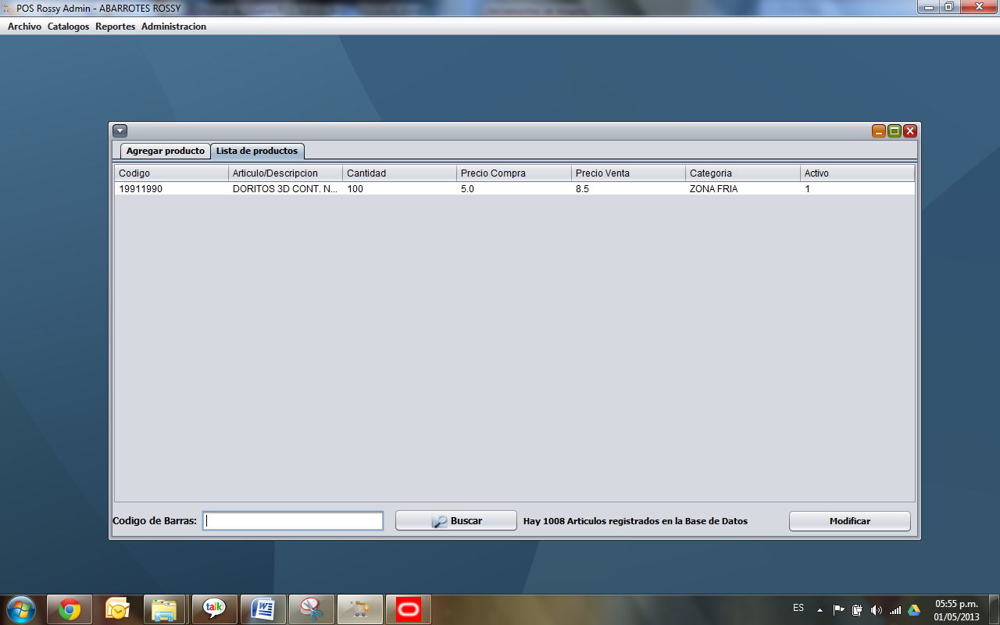 POS Rossy Admin - ABARROTES ROSSY
Archivo Catalogos Reportes Administracion
Agregar producto Lista de productos
Codigo Articulo/Descripcion Cantidad Precio Compra Precio Venta Categoria Activo
19911990 DORITOS 3D CONT. N... 100 5.0 8.5 ZONA FRIA 1
Codigo de Barras: Buscar Hay 1008 Articulos registrados en la Base de Datos Modificar
talk
ES 05:55 p.m.
01/05/2013